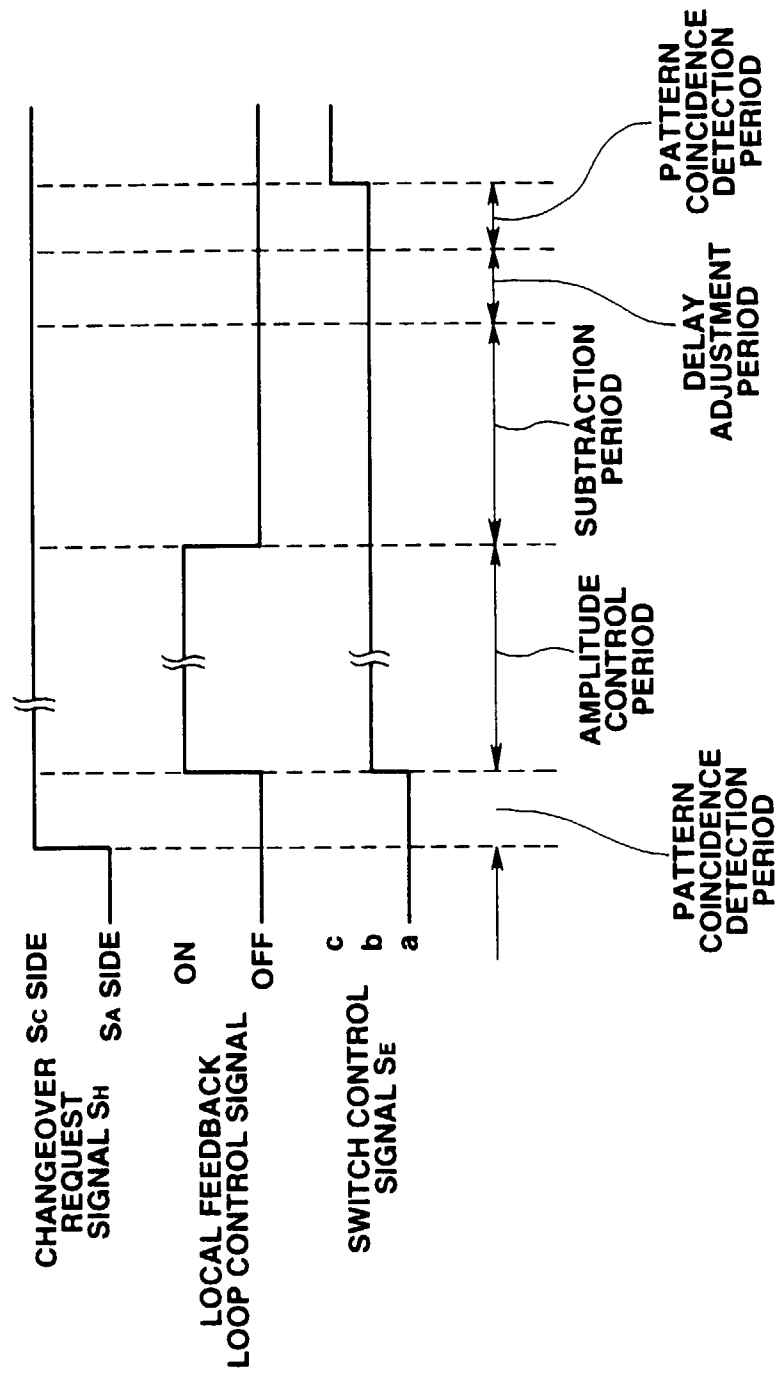 CHANGEOVER
REQUEST
SIGNAL SH
SC SIDE
SA SIDE
LOCAL FEEDBACK
LOOP CONTROL SIGNAL
ON
OFF
SWITCH CONTROL
SIGNAL SE
c
b
a
PATTERN
COINCIDENCE
DETECTION
PERIOD
AMPLITUDE
CONTROL
PERIOD
SUBTRACTION
PERIOD
DELAY
ADJUSTMENT
PERIOD
PATTERN
COINCIDENCE
DETECTION
PERIOD